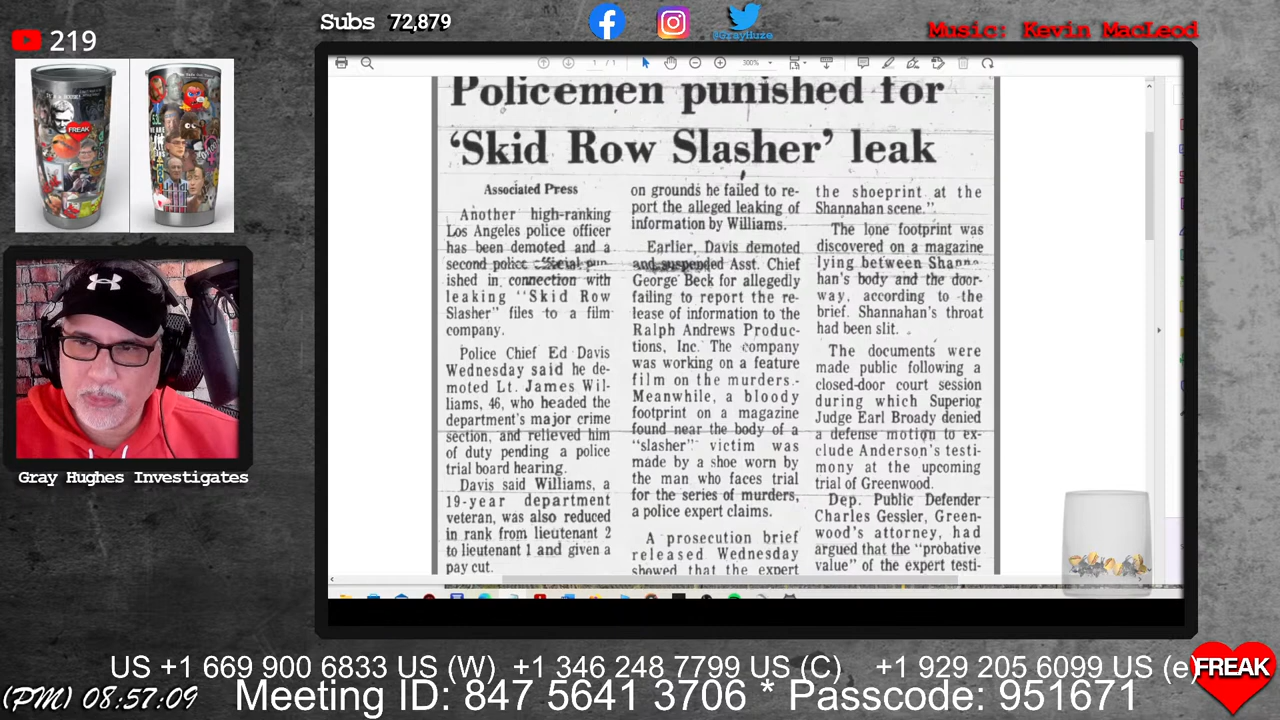 Subs 72,879
219
@GrayHuze
Music: Kevin MacLeod
FREAK
1 / 1
300%
Policemen punished for
‘Skid Row Slasher’ leak
Associated Press
Another high-ranking
Los Angeles police officer
has been demoted and a
second police official pun-
ished in connection with
leaking “Skid Row
Slasher” files to a film
company.
Police Chief Ed Davis
Wednesday said he de-
moted Lt. James Wil-
liams, 46, who headed the
department's major crime
section, and relieved him
of duty pending a police
trial board hearing.
Davis said Williams, a
19-year department
veteran, was also reduced
in rank from lieutenant 2
to lieutenant 1 and given a
pay cut.
on grounds he failed to re-
port the alleged leaking of
information by Williams.
Earlier, Davis demoted
and suspended Asst. Chief
George Beck for allegedly
failing to report the re-
lease of information to the
Ralph Andrews Produc-
tions, Inc. The company
was working on a feature
film on the murders.
Meanwhile, a bloody
footprint on a magazine
found near the body of a
“slasher” victim was
made by a shoe worn by
the man who faces trial
for the series of murders,
a police expert claims.
A prosecution brief
released Wednesday
showed that the expert
the shoeprint at the
Shannahan scene.”
The lone footprint was
discovered on a magazine
lying between Shanna-
han's body and the door-
way, according to the
brief. Shannahan's throat
had been slit.
The documents were
made public following a
closed-door court session
during which Superior
Judge Earl Broady denied
a defense motion to ex-
clude Anderson's testi-
mony at the upcoming
trial of Greenwood.
Dep. Public Defender
Charles Gessler, Green-
wood's attorney, had
argued that the “probative
value” of the expert testi-
Gray Hughes Investigates
US +1 669 900 6833 US (W) +1 346 248 7799 US (C) +1 929 205 6099 US (e)
FREAK
(PM) 08:57:09
Meeting ID: 847 5641 3706 * Passcode: 951671